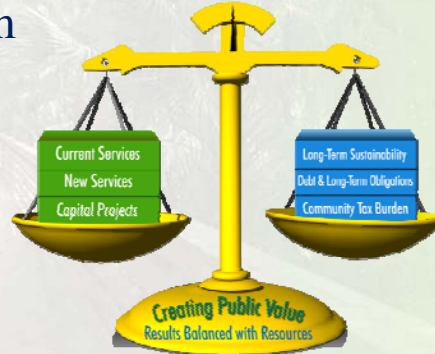 Current Services
New Services
Capital Projects
Long-Term Sustainability
Debt & Long-Term Obligations
Community Tax Burden
Creating Public Value
Results Balanced with Resources